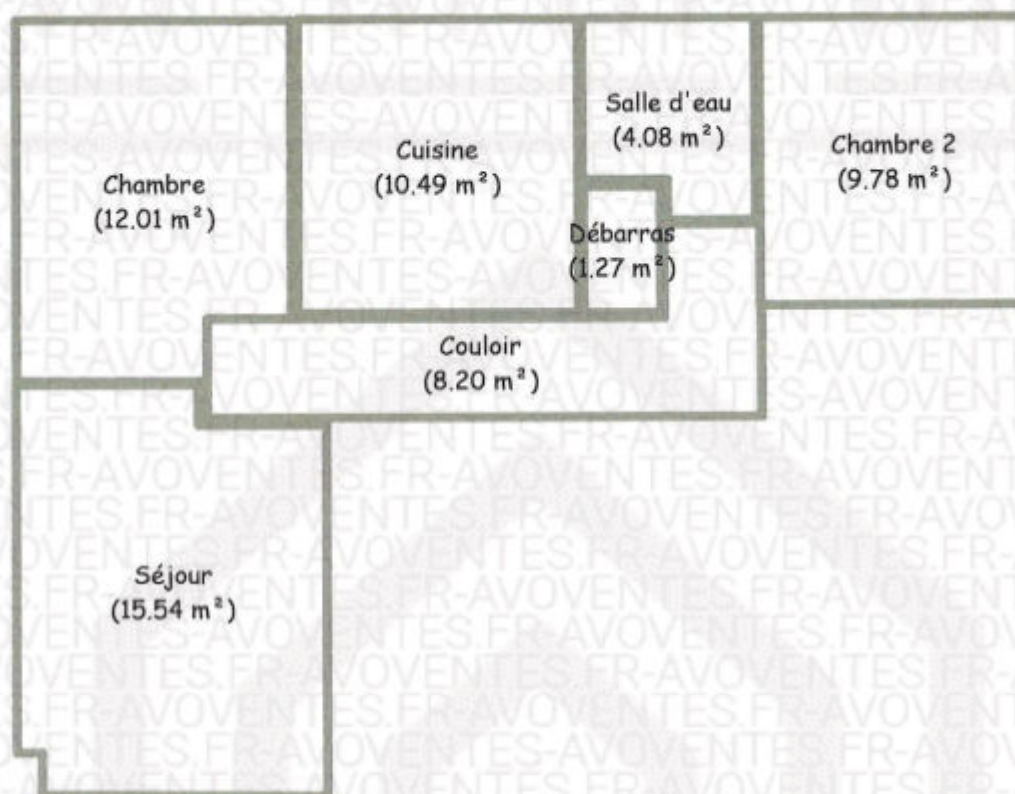 Salle d'eau
(4.08 m²)
Chambre 2
(9.78 m²)
Cuisine
(10.49 m²)
Chambre
(12.01 m²)
Débarras
(1.27 m²)
Couloir
(8.20 m²)
Séjour
(15.54 m²)